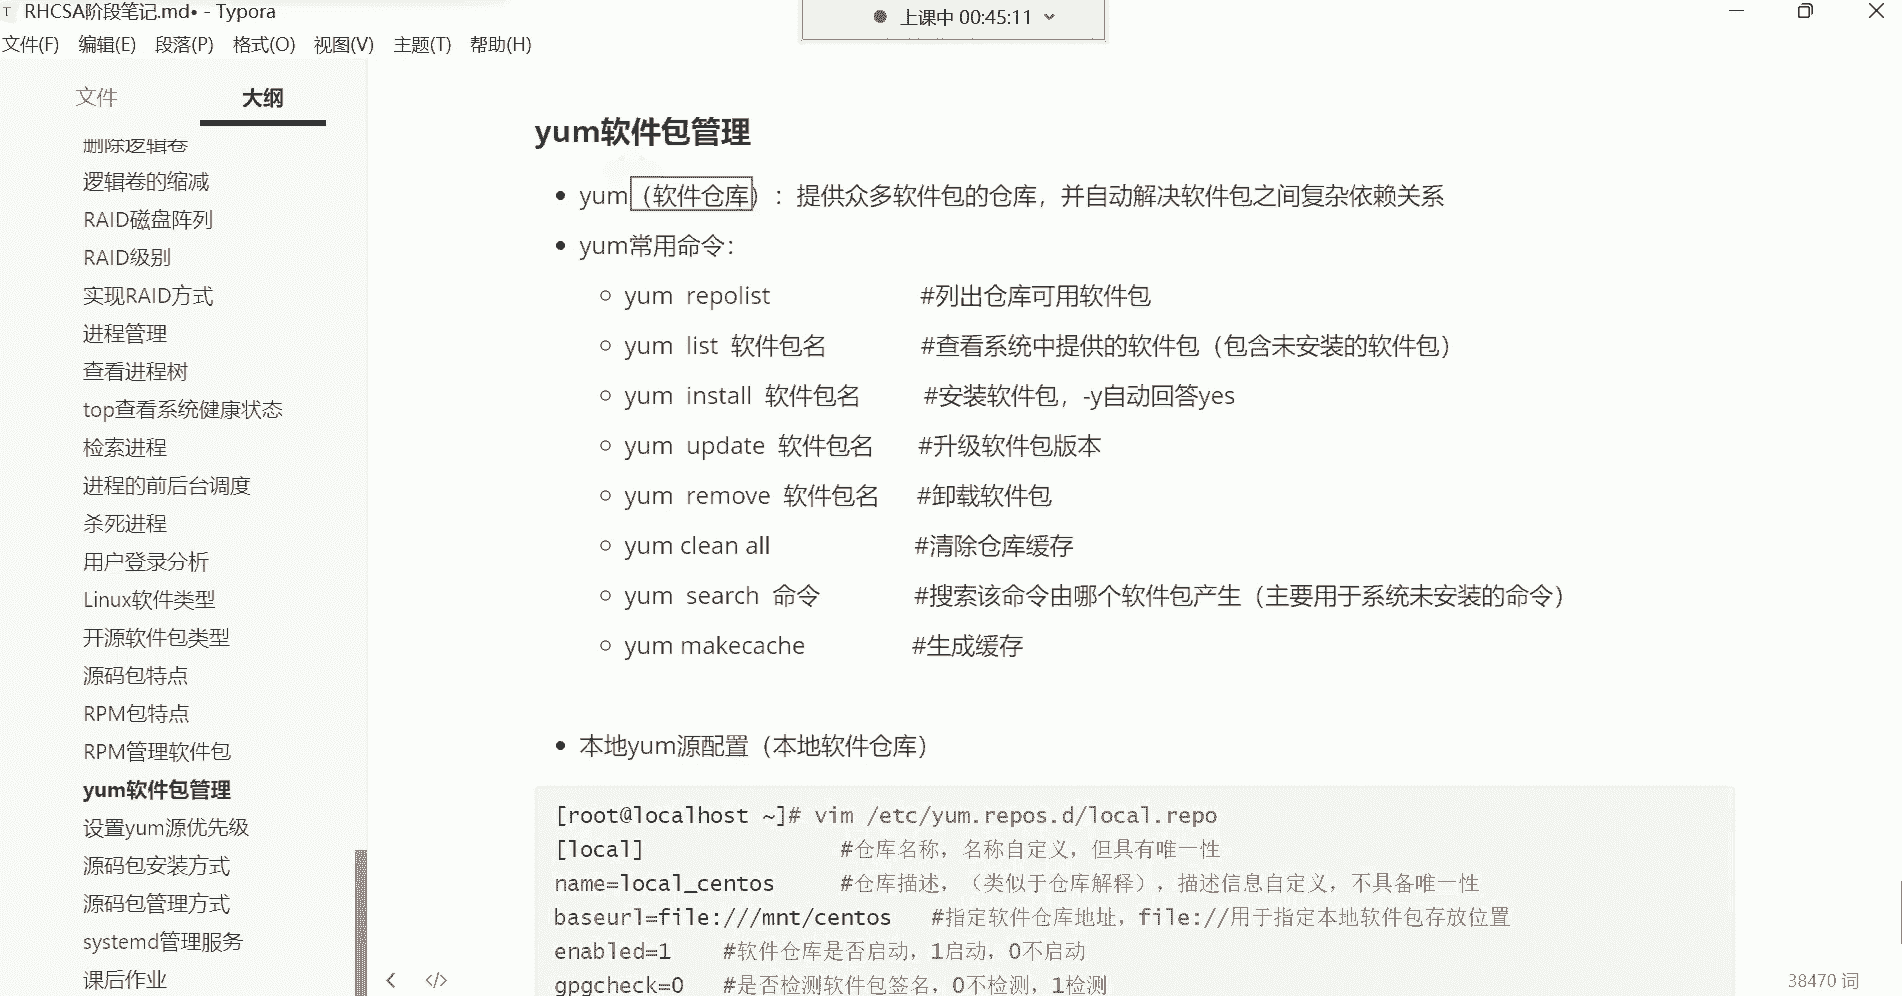 RHCSA阶段笔记.md• - Typora
上课中 00:45:11
文件(F) 编辑(E) 段落(P) 格式(O) 视图(V) 主题(T) 帮助(H)
文件 大纲
删除逻辑卷
逻辑卷的缩减
RAID磁盘阵列
RAID级别
实现RAID方式
进程管理
查看进程树
top查看系统健康状态
检索进程
进程的前后台调度
杀死进程
用户登录分析
Linux软件类型
开源软件包类型
源码包特点
RPM包特点
RPM管理软件包
yum软件包管理
设置yum源优先级
源码包安装方式
源码包管理方式
systemd管理服务
课后作业
yum软件包管理
yum（软件仓库）：提供众多软件包的仓库，并自动解决软件包之间复杂依赖关系
yum常用命令：
yum repolist #列出仓库可用软件包
yum list 软件包名 #查看系统中提供的软件包（包含未安装的软件包）
yum install 软件包名 #安装软件包，-y自动回答yes
yum update 软件包名 #升级软件包版本
yum remove 软件包名 #卸载软件包
yum clean all #清除仓库缓存
yum search 命令 #搜索该命令由哪个软件包产生（主要用于系统未安装的命令）
yum makecache #生成缓存
本地yum源配置（本地软件仓库）
[root@localhost ~]# vim /etc/yum.repos.d/local.repo
[local] #仓库名称，名称自定义，但具有唯一性
name=local_centos #仓库描述，（类似于仓库解释），描述信息自定义，不具备唯一性
baseurl=file:///mnt/centos #指定软件仓库地址，file://用于指定本地软件包存放位置
enabled=1 #软件仓库是否启动，1启动，0不启动
gpgcheck=0 #是否检测软件包签名，0不检测，1检测
38470 词